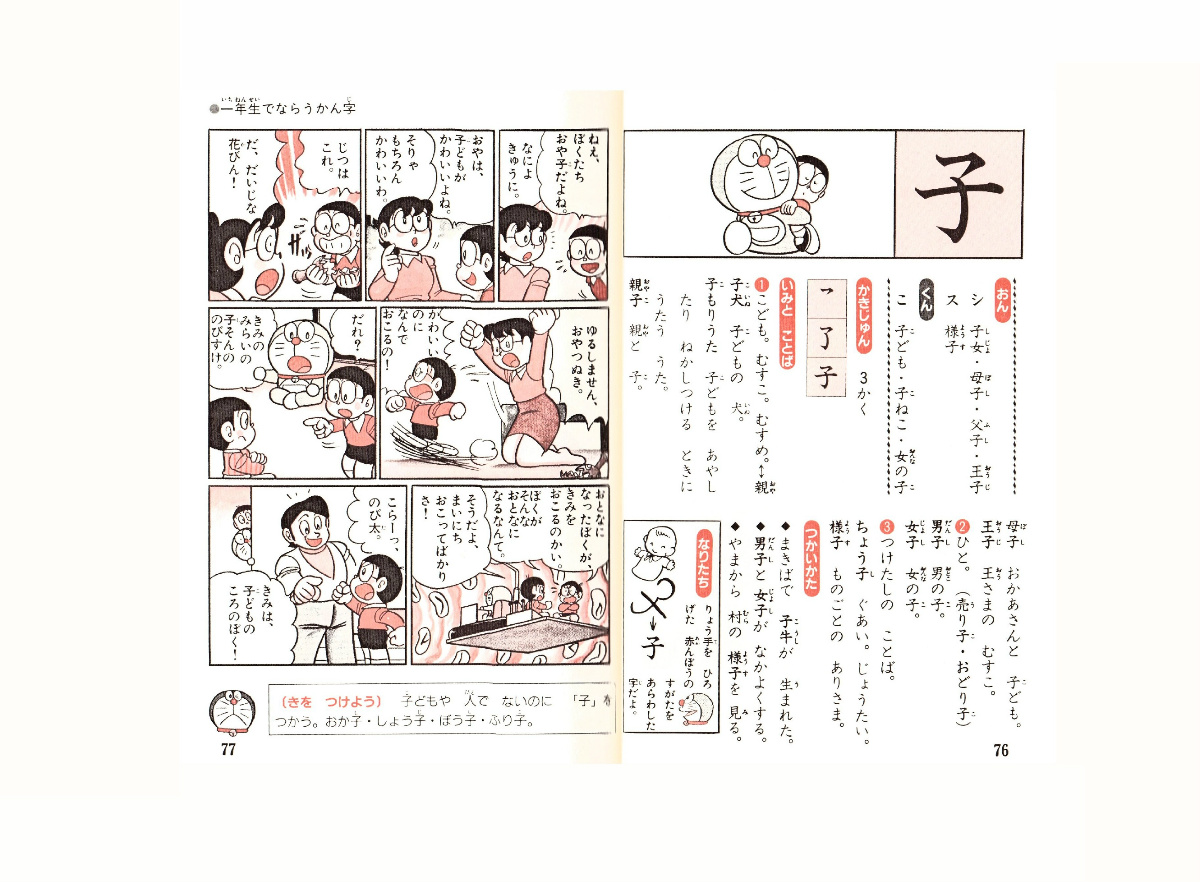 子
おん
シ 子女・母子・父子・王子
ス 様子
くん
こ 子ども・子ねこ・女の子
かきじゅん 3かく
㇇ 了 子
いみと ことば
❶こども。むすこ。むすめ。↔親
子犬 子どもの 犬。
子もりうた 子どもを あやし
たり ねかしつける ときに
うたう うた。
親子 親と 子。
母子 おかあさんと 子ども。
王子 王さまの むすこ。
❷ひと。(売り子・おどり子)
男子 男の子。
女子 女の子。
❸つけたしの ことば。
ちょう子 ぐあい。じょうたい。
様子 ものごとの ありさま。
つかいかた
◆まきばで 子牛が 生まれた。
◆男子と 女子が なかよくする。
◆やまから 村の 様子を 見る。
なりたち
りょう手を ひろ
げた 赤んぼうの
すがたを
あらわした
字だよ。
子
76
●一年生でならうかん字
ねえ、
ぼくたち
おや子だよね。
なによ
きゅうに。
おやは、
子どもが
かわいいよね。
そりゃ
もちろん
かわいいわ。
じつは
これ。
ガサ
だ、だいじな
花びん!
ゆるしません、
おやつぬき。
かわいい
のに
なんで
おこるの!
だれ?
きみの
みらいの
子そんの
のびすけ。
おとなに
なったぼくが、
きみを
おこるのかい。
ぼくが
そんな
おとなに
なるなんて。
そうだよ、
まいにち
おこってばかり
さ!
こらーっ、
のび太。
きみは、
子どもの
ころのぼく!
(きを つけよう) 子どもや 人で ないのに 「子」を
つかう。おか子・しょう子・ぼう子・ふり子。
77